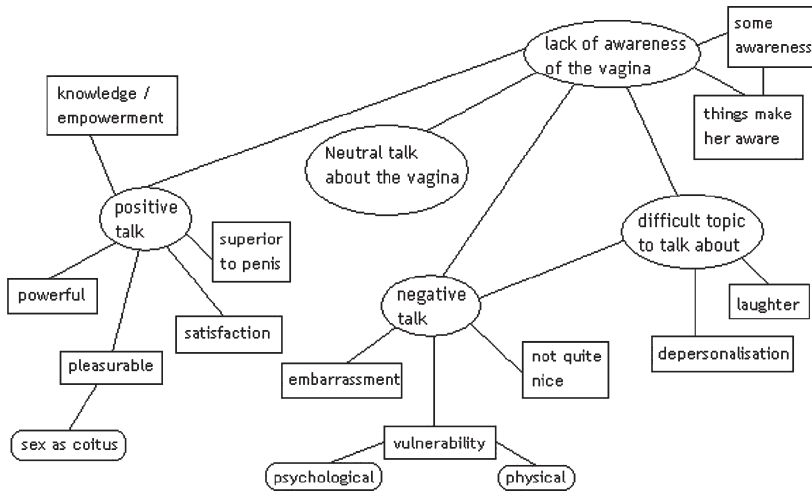 lack of awareness
of the vagina
some
awareness
things make
her aware
knowledge /
empowerment
Neutral talk
about the vagina
positive
talk
superior
to penis
difficult topic
to talk about
powerful
satisfaction
negative
talk
laughter
pleasurable
embarrassment
not quite
nice
depersonalisation
sex as coitus
vulnerability
psychological
physical